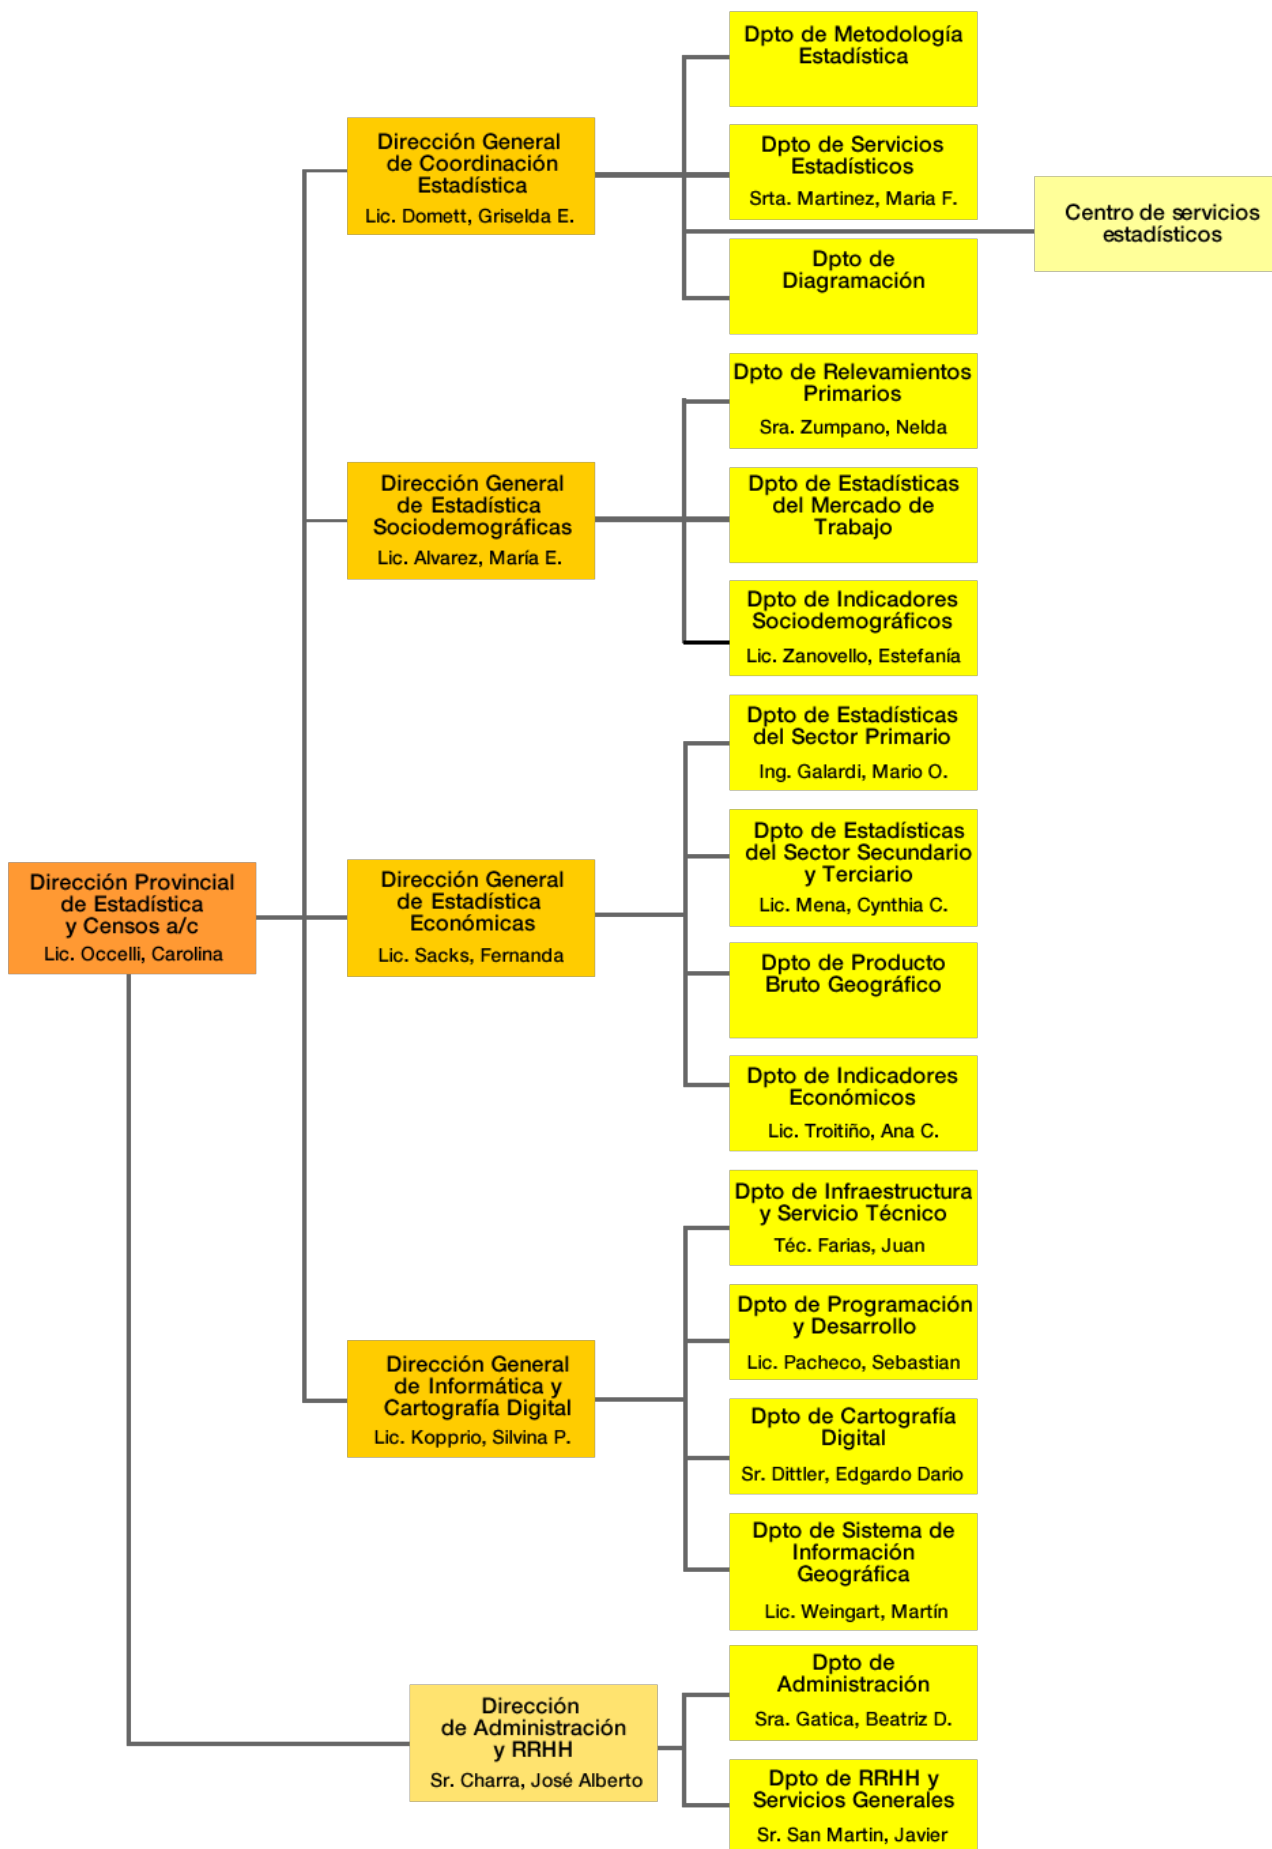 Dpto de Metodología
Estadística
Dirección General
de Coordinación
Estadística
Lic. Domett, Griselda E.
Dpto de Servicios
Estadísticos
Srta. Martinez, Maria F.
Centro de servicios
estadísticos
Dpto de
Diagramación
Dpto de Relevamientos
Primarios
Sra. Zumpano, Nelda
Dirección General
de Estadística
Sociodemográficas
Lic. Alvarez, María E.
Dpto de Estadísticas
del Mercado de
Trabajo
Dpto de Indicadores
Sociodemográficos
Lic. Zanovello, Estefanía
Dpto de Estadísticas
del Sector Primario
Ing. Galardi, Mario O.
Dpto de Estadísticas
del Sector Secundario
y Terciario
Lic. Mena, Cynthia C.
Dirección Provincial
de Estadística
y Censos a/c
Lic. Occelli, Carolina
Dirección General
de Estadística
Económicas
Lic. Sacks, Fernanda
Dpto de Producto
Bruto Geográfico
Dpto de Indicadores
Económicos
Lic. Troitiño, Ana C.
Dpto de Infraestructura
y Servicio Técnico
Téc. Farias, Juan
Dpto de Programación
y Desarrollo
Lic. Pacheco, Sebastian
Dirección General
de Informática y
Cartografía Digital
Lic. Kopprio, Silvina P.
Dpto de Cartografía
Digital
Sr. Dittler, Edgardo Dario
Dpto de Sistema de
Información
Geográfica
Lic. Weingart, Martín
Dpto de
Administración
Sra. Gatica, Beatriz D.
Dirección
de Administración
y RRHH
Sr. Charra, José Alberto
Dpto de RRHH y
Servicios Generales
Sr. San Martin, Javier